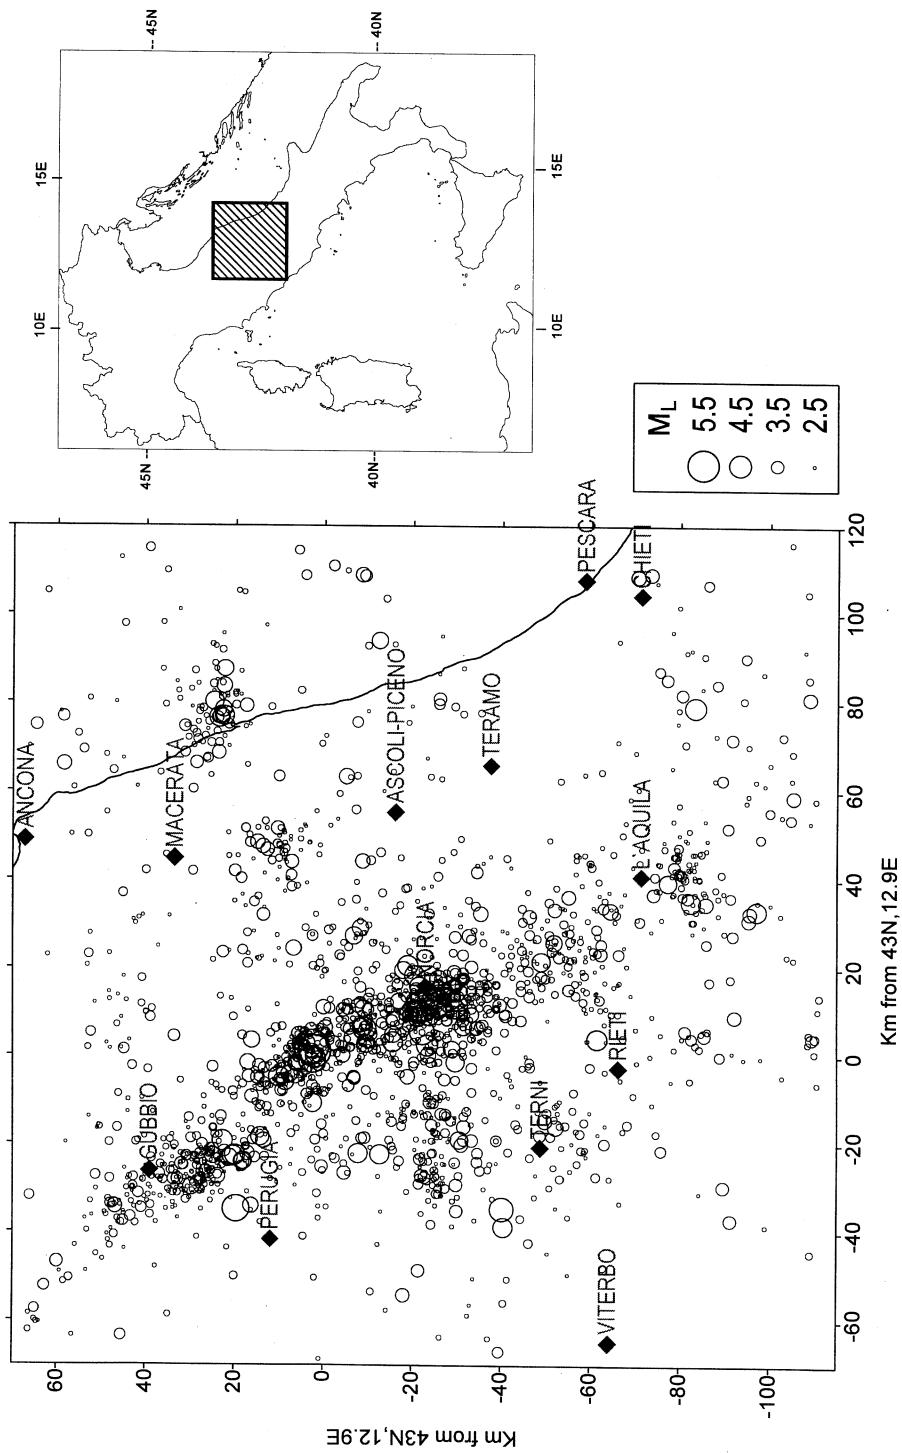 45N
40N
15E
10E
45N
40N
15E
10E
M_L
5.5
4.5
3.5
2.5
ANCONA
MACERATA
ASCOLI-PICENO
TERAMO
PESCARA
CHIETI
L'AQUILA
NORCIA
GUBBIO
PERUGIA
TERNI
RIETI
VITERBO
60
40
20
0
-20
-40
-60
-80
-100
Km from 43N,12.9E
-60
-40
-20
0
20
40
60
80
100
120
Km from 43N,12.9E